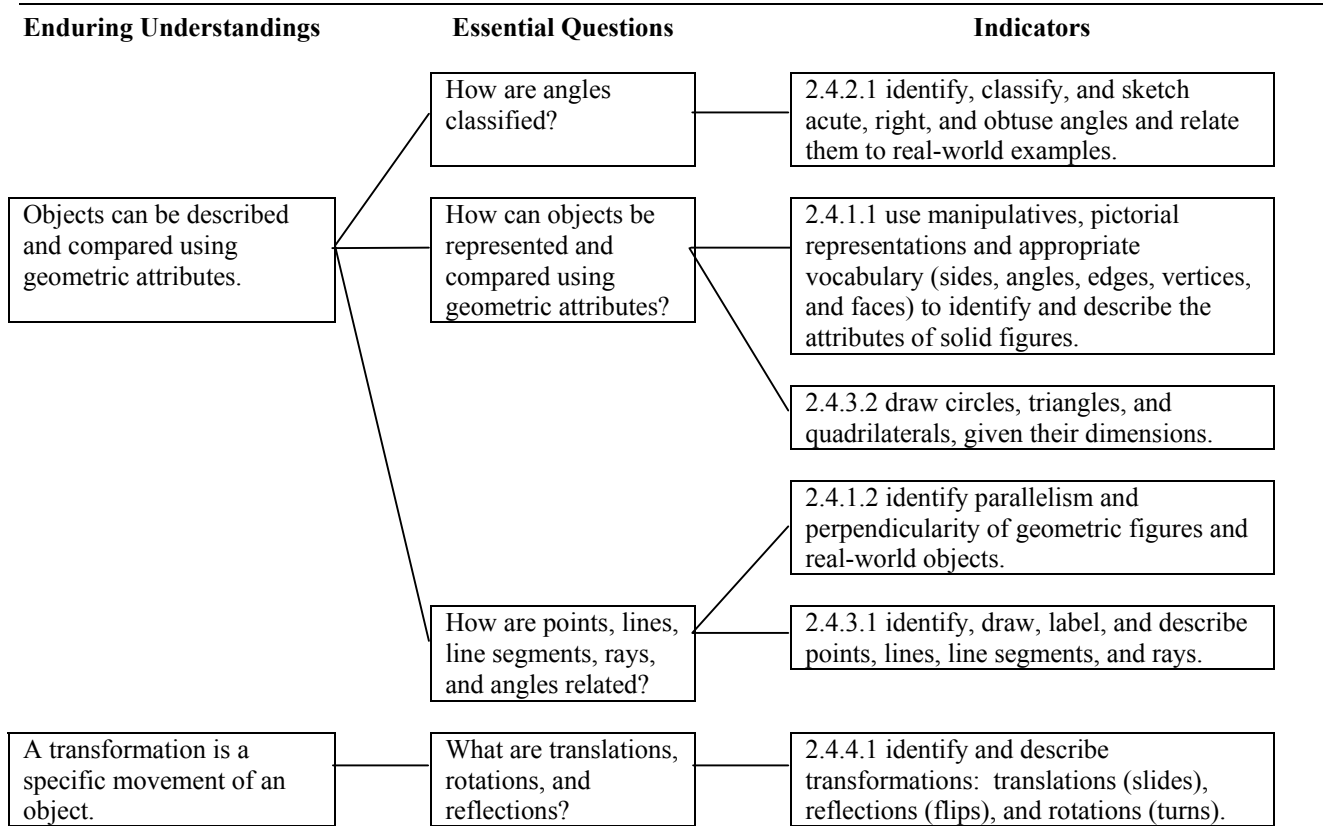 Enduring Understandings
Essential Questions
Indicators
How are angles
classified?
2.4.2.1 identify, classify, and sketch
acute, right, and obtuse angles and relate
them to real-world examples.
Objects can be described
and compared using
geometric attributes.
How can objects be
represented and
compared using
geometric attributes?
2.4.1.1 use manipulatives, pictorial
representations and appropriate
vocabulary (sides, angles, edges, vertices,
and faces) to identify and describe the
attributes of solid figures.
2.4.3.2 draw circles, triangles, and
quadrilaterals, given their dimensions.
2.4.1.2 identify parallelism and
perpendicularity of geometric figures and
real-world objects.
How are points, lines,
line segments, rays,
and angles related?
2.4.3.1 identify, draw, label, and describe
points, lines, line segments, and rays.
A transformation is a
specific movement of an
object.
What are translations,
rotations, and
reflections?
2.4.4.1 identify and describe
transformations:  translations (slides),
reflections (flips), and rotations (turns).